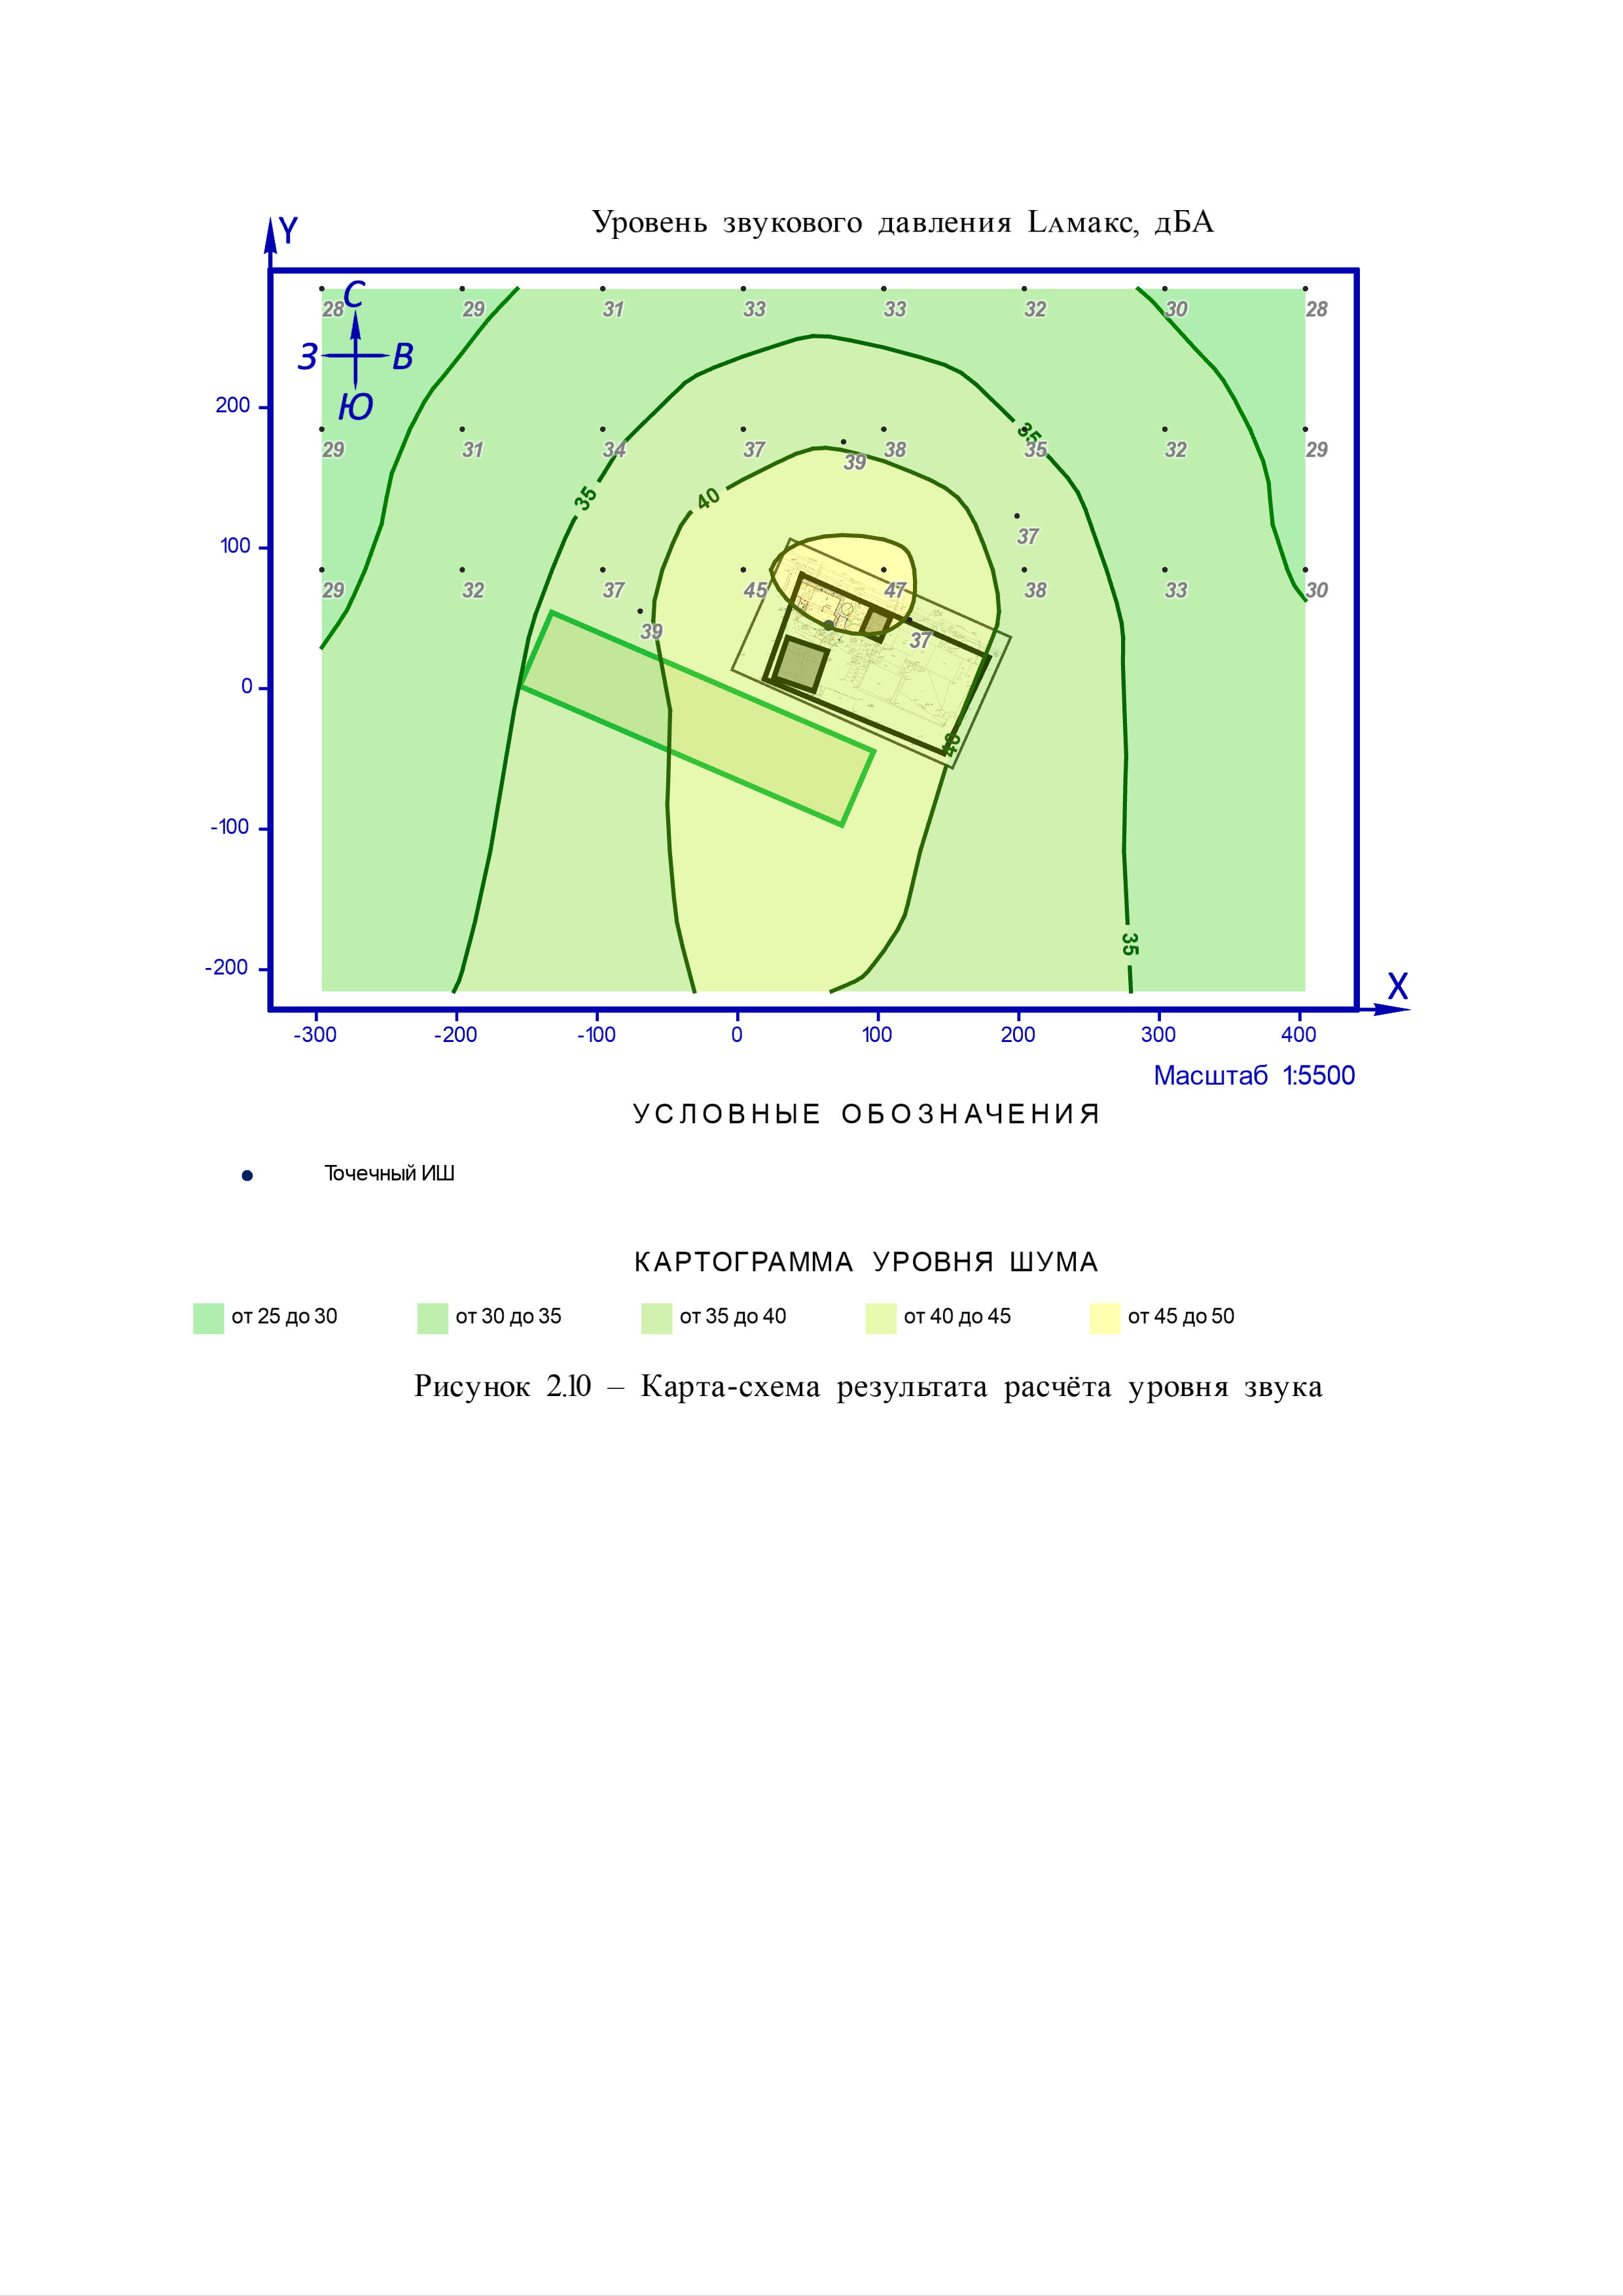 Уровень звукового давления LAмакс, дБА
Y
С
28 29 31 33 33 32 30 28
З В
Ю
200
35
29 31 34 37 39 38 35 32 29
40
35
37
100
29 32 37 45 47 38 33 30
39 37
0
40
-100
35
-200
X
-300 -200 -100 0 100 200 300 400
Масштаб 1:5500
УСЛОВНЫЕ ОБОЗНАЧЕНИЯ
Точечный ИШ
КАРТОГРАММА УРОВНЯ ШУМА
от 25 до 30 от 30 до 35 от 35 до 40 от 40 до 45 от 45 до 50
Рисунок 2.10 – Карта-схема результата расчёта уровня звука